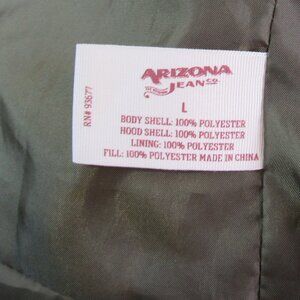 ARIZONA
JEAN CO.
L
BODY SHELL: 100% POLYESTER
HOOD SHELL: 100% POLYESTER
LINING: 100% POLYESTER
FILL: 100% POLYESTER MADE IN CHINA
RN# 93677